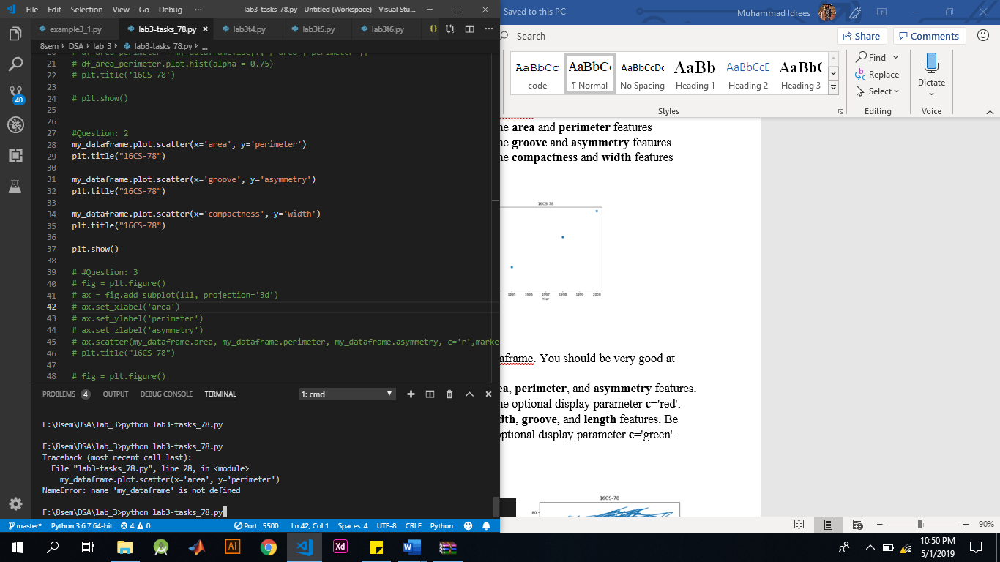 File Edit Selection View Go Debug ··· lab3-tasks_78.py - Untitled (Workspace) - Visual Stu...
example3_1.py lab3-tasks_78.py lab3t4.py lab3t5.py lab3t6.py
8sem DSA lab_3 lab3-tasks_78.py ...
21 # df_area_perimeter.plot.hist(alpha = 0.75)
22 # plt.title('16CS-78')
23
24 # plt.show()
25
26
27 #Question: 2
28 my_dataframe.plot.scatter(x='area', y='perimeter')
29 plt.title("16CS-78")
30
31 my_dataframe.plot.scatter(x='groove', y='asymmetry')
32 plt.title("16CS-78")
33
34 my_dataframe.plot.scatter(x='compactness', y='width')
35 plt.title("16CS-78")
36
37 plt.show()
38
39 # #Question: 3
40 # fig = plt.figure()
41 # ax = fig.add_subplot(111, projection='3d')
42 # ax.set_xlabel('area')
43 # ax.set_ylabel('perimeter')
44 # ax.set_zlabel('asymmetry')
45 # ax.scatter(my_dataframe.area, my_dataframe.perimeter, my_dataframe.asymmetry, c='r',marke
46 # plt.title("16CS-78")
47
48 # fig = plt.figure()
40
PROBLEMS 4 OUTPUT DEBUG CONSOLE TERMINAL 1: cmd
F:\8sem\DSA\lab_3>python lab3-tasks_78.py
F:\8sem\DSA\lab_3>python lab3-tasks_78.py
Traceback (most recent call last):
File "lab3-tasks_78.py", line 28, in <module>
my_dataframe.plot.scatter(x='area', y='perimeter')
NameError: name 'my_dataframe' is not defined
F:\8sem\DSA\lab_3>python lab3-tasks_78.py
master* Python 3.6.7 64-bit 4 0 Port : 5500 Ln 42, Col 1 Spaces: 4 UTF-8 CRLF Python
Saved to this PC Muhammad Idrees
Search Share Comments
AaBbCc AaBbCc AaBbCcDc AaBb AaBbCcD AaBb(
code ¶ Normal No Spacing Heading 1 Heading 2 Heading 3
Styles
Find
Replace
Select
Editing
Dictate
Voice
he area and perimeter features
he groove and asymmetry features
he compactness and width features
16CS-78
1995 1996 1997 1998 1999 2000
Year
aframe. You should be very good at
ea, perimeter, and asymmetry features.
he optional display parameter c='red'.
dth, groove, and length features. Be
optional display parameter c='green'.
16CS-78
80
90%
Ai Xd W
10:50 PM
5/1/2019